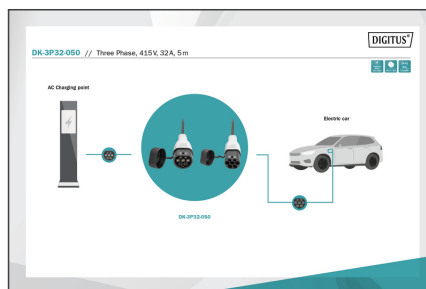 DIGITUS®
DK-3P32-050 // Three Phase, 415V, 32A, 5m
AC Charging point
Electric car
DK-3P32-050